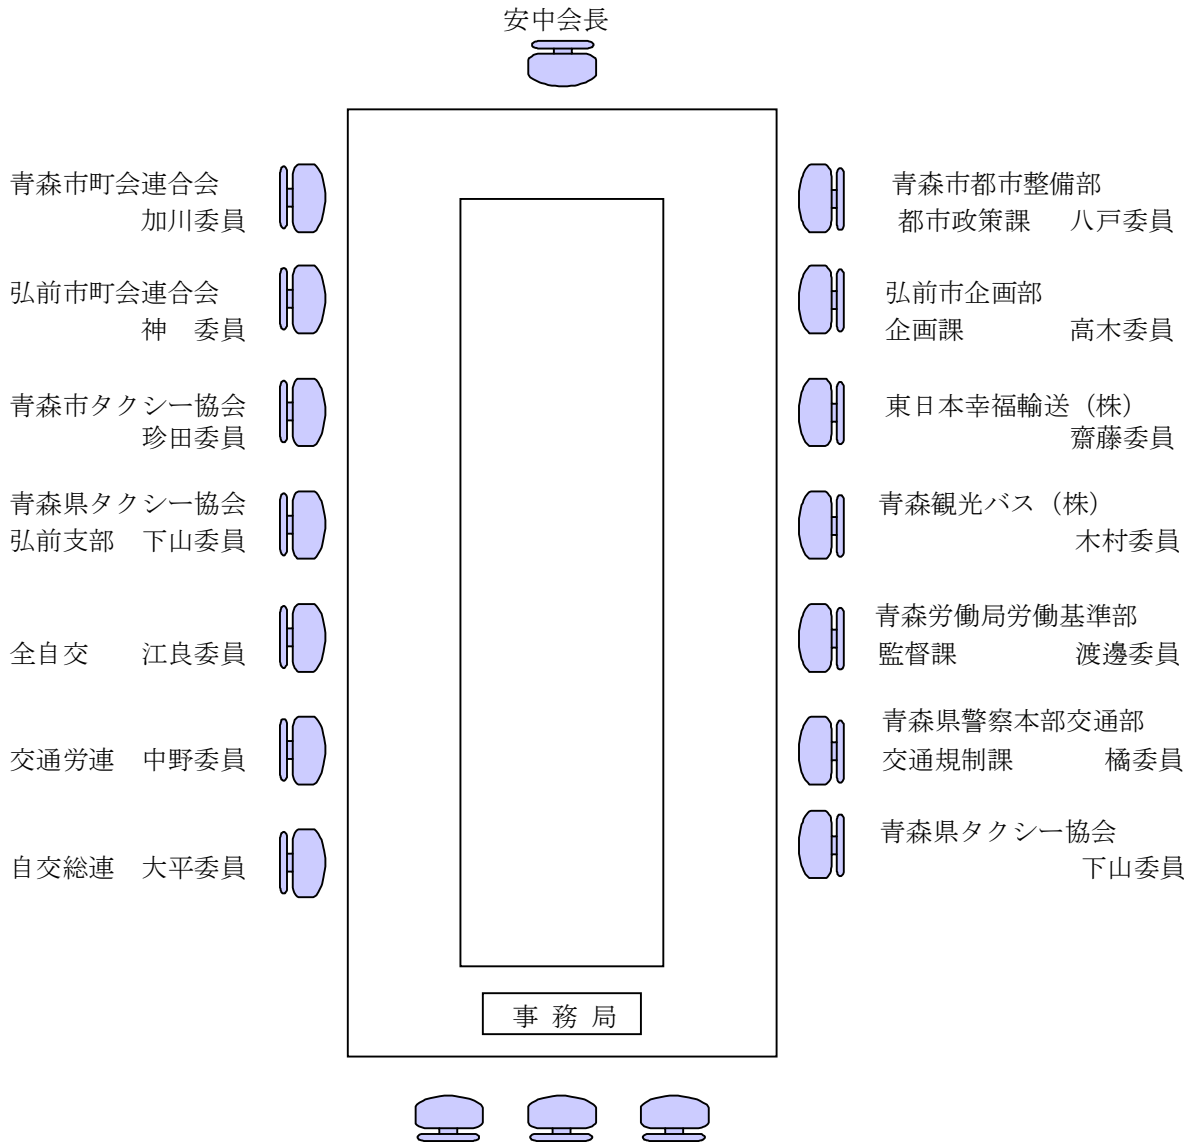 安中会長
青森市町会連合会
加川委員
弘前市町会連合会
神　委員
青森市タクシー協会
珍田委員
青森県タクシー協会
弘前支部　下山委員
全自交　　江良委員
交通労連　中野委員
自交総連　大平委員
青森市都市整備部
都市政策課　八戸委員
弘前市企画部
企画課　　　　高木委員
東日本幸福輸送（株）
齋藤委員
青森観光バス（株）
木村委員
青森労働局労働基準部
監督課　　　　渡邊委員
青森県警察本部交通部
交通規制課　　　橘委員
青森県タクシー協会
下山委員
事 務 局